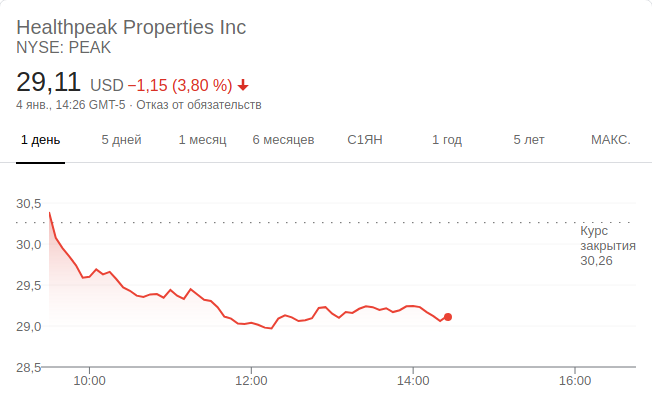 Healthpeak Properties Inc
NYSE: PEAK
29,11 USD −1,15 (3,80 %)
4 янв., 14:26 GMT-5 · Отказ от обязательств
1 день 5 дней 1 месяц 6 месяцев С1ЯН 1 год 5 лет МАКС.
30,5
30,0
29,5
29,0
28,5
Курс
закрытия
30,26
10:00 12:00 14:00 16:00